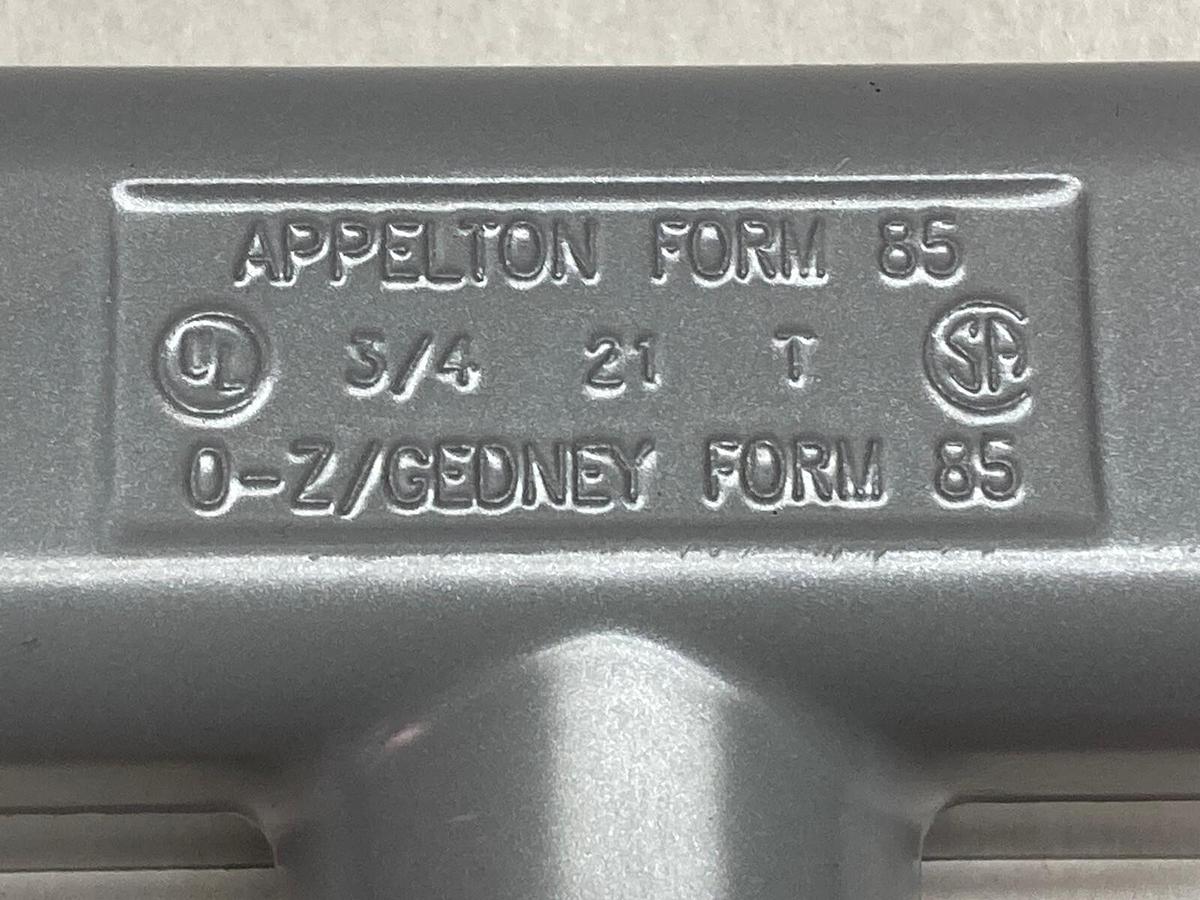 APPELTON FORM 85
UL 3/4 21 T SA
O-Z/GEDNEY FORM 85